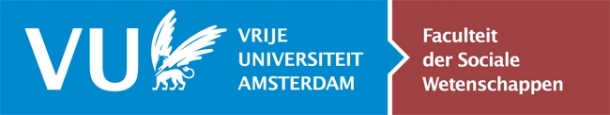 VU
VRIJE
UNIVERSITEIT
AMSTERDAM
Faculteit
der Sociale
Wetenschappen